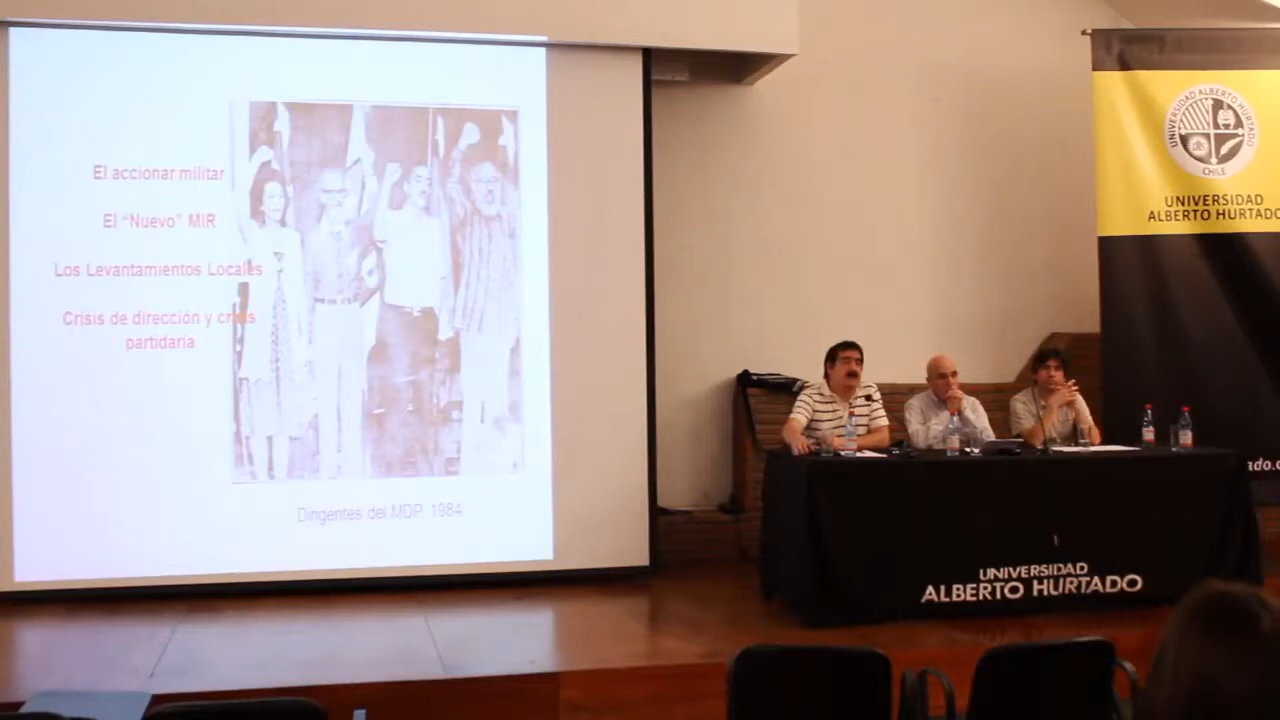 El accionar militar
El "Nuevo" MIR
Los Levantamientos Locales
Crisis de dirección y crisis
partidaria
Dirigentes del MDP. 1984
UNIVERSIDAD ALBERTO HURTADO
CHILE
UNIVERSIDAD
ALBERTO HURTADO
UNIVERSIDAD
ALBERTO HURTADO